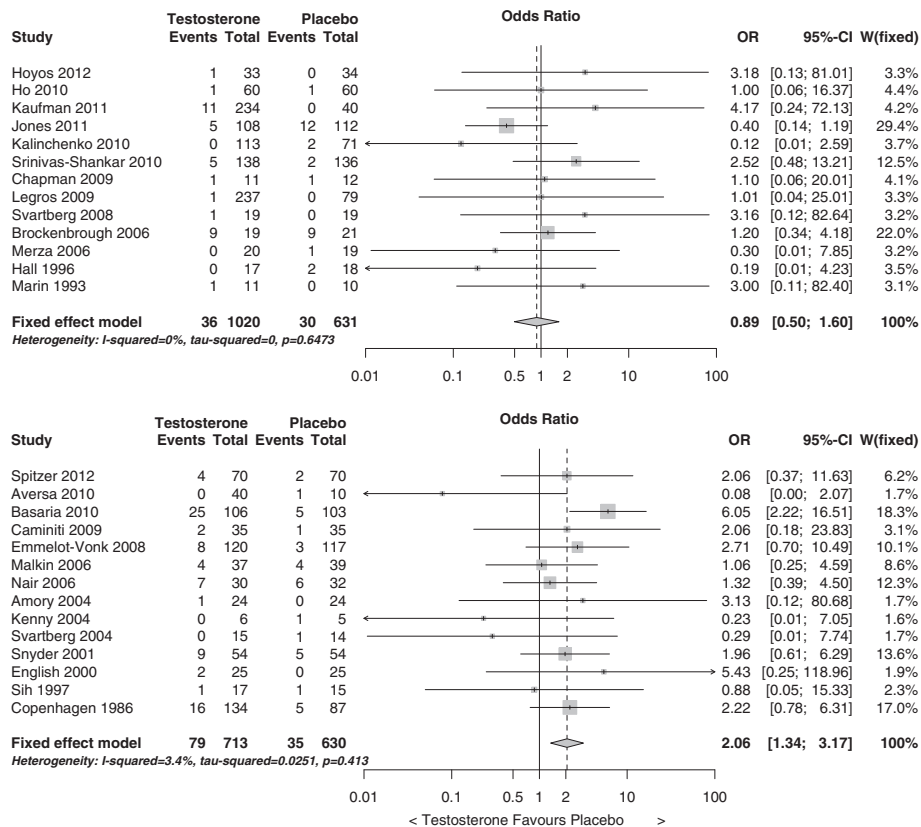 Testosterone Placebo Odds Ratio
Study Events Total Events Total OR 95%-CI W(fixed)
Hoyos 2012 1 33 0 34 3.18 [0.13; 81.01] 3.3%
Ho 2010 1 60 1 60 1.00 [0.06; 16.37] 4.4%
Kaufman 2011 11 234 0 40 4.17 [0.24; 72.13] 4.2%
Jones 2011 5 108 12 112 0.40 [0.14; 1.19] 29.4%
Kalinchenko 2010 0 113 2 71 0.12 [0.01; 2.59] 3.7%
Srinivas-Shankar 2010 5 138 2 136 2.52 [0.48; 13.21] 12.5%
Chapman 2009 1 11 1 12 1.10 [0.06; 20.01] 4.1%
Legros 2009 1 237 0 79 1.01 [0.04; 25.01] 3.3%
Svartberg 2008 1 19 0 19 3.16 [0.12; 82.64] 3.2%
Brockenbrough 2006 9 19 9 21 1.20 [0.34; 4.18] 22.0%
Merza 2006 0 20 1 19 0.30 [0.01; 7.85] 3.2%
Hall 1996 0 17 2 18 0.19 [0.01; 4.23] 3.5%
Marin 1993 1 11 0 10 3.00 [0.11; 82.40] 3.1%
Fixed effect model 36 1020 30 631 0.89 [0.50; 1.60] 100%
Heterogeneity: I-squared=0%, tau-squared=0, p=0.6473
0.01 0.1 0.5 1 2 10 100
Testosterone Placebo Odds Ratio
Study Events Total Events Total OR 95%-CI W(fixed)
Spitzer 2012 4 70 2 70 2.06 [0.37; 11.63] 6.2%
Aversa 2010 0 40 1 10 0.08 [0.00; 2.07] 1.7%
Basaria 2010 25 106 5 103 6.05 [2.22; 16.51] 18.3%
Caminiti 2009 2 35 1 35 2.06 [0.18; 23.83] 3.1%
Emmelot-Vonk 2008 8 120 3 117 2.71 [0.70; 10.49] 10.1%
Malkin 2006 4 37 4 39 1.06 [0.25; 4.59] 8.6%
Nair 2006 7 30 6 32 1.32 [0.39; 4.50] 12.3%
Amory 2004 1 24 0 24 3.13 [0.12; 80.68] 1.7%
Kenny 2004 0 6 1 5 0.23 [0.01; 7.05] 1.7%
Svartberg 2004 0 15 1 14 0.29 [0.01; 7.74] 1.7%
Snyder 2001 9 54 5 54 1.96 [0.61; 6.29] 13.6%
English 2000 2 25 0 25 5.43 [0.25; 118.96] 1.9%
Sih 1997 1 17 1 15 0.88 [0.05; 15.33] 2.3%
Copenhagen 1986 16 134 5 87 2.22 [0.78; 6.31] 17.0%
Fixed effect model 79 713 35 630 2.06 [1.34; 3.17] 100%
Heterogeneity: I-squared=3.4%, tau-squared=0.0251, p=0.413
0.01 0.1 0.5 1 2 10 100
< Testosterone Favours Placebo >